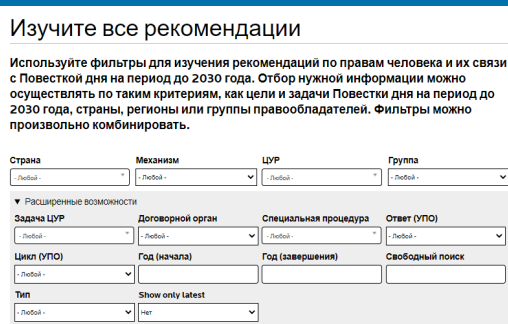 Изучите все рекомендации
Используйте фильтры для изучения рекомендаций по правам человека и их связи
с Повесткой дня на период до 2030 года. Отбор нужной информации можно
осуществлять по таким критериям, как цели и задачи Повестки дня на период до
2030 года, страны, регионы или группы правообладателей. Фильтры можно
произвольно комбинировать.
Страна Механизм ЦУР Группа
- Любой - - Любой - - Любой - - Любой -
▼ Расширенные возможности
Задача ЦУР Договорной орган Специальная процедура Ответ (УПО)
- Любой - - Любой - - Любой - - Любой -
Цикл (УПО) Год (начала) Год (завершения) Свободный поиск
- Любой -
Тип Show only latest
- Любой - Нет